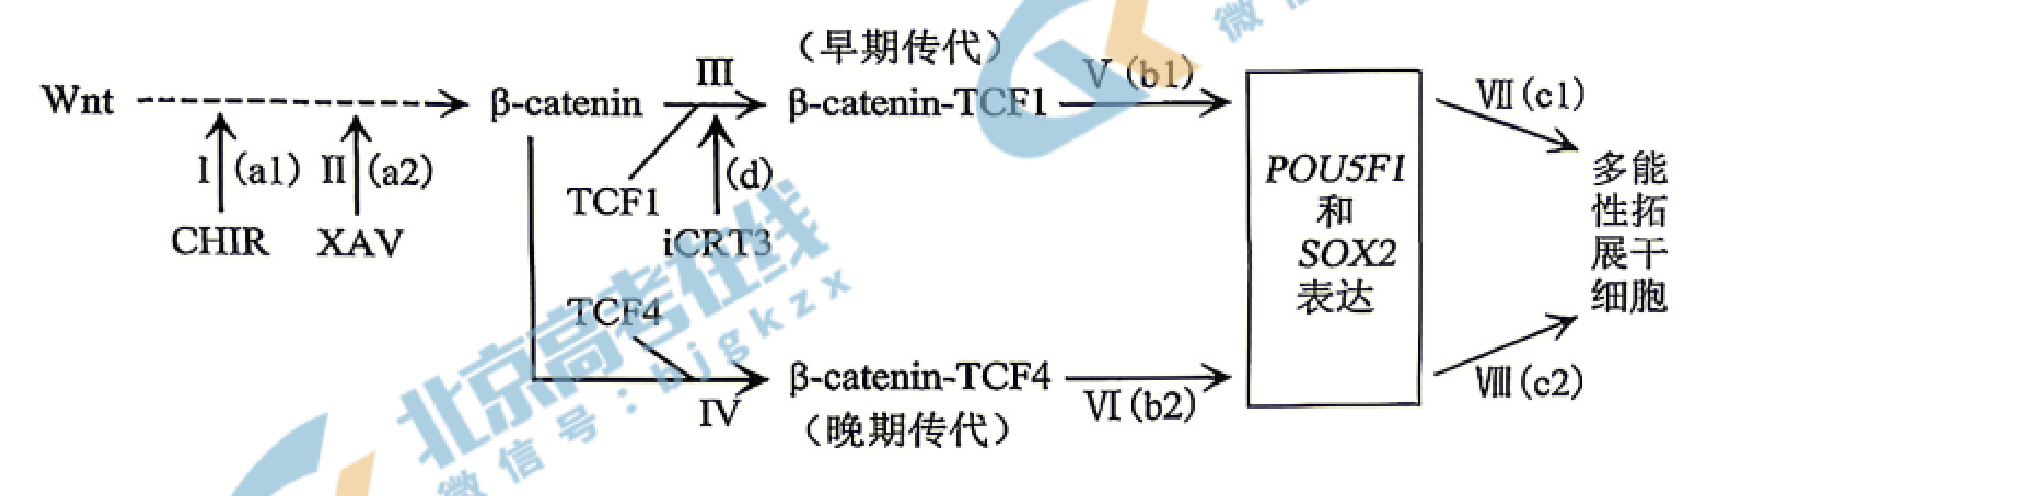 (早期传代)
III
V (b1)
Wnt
β-catenin
β-catenin-TCF1
VII (c1)
I (a1)
II (a2)
TCF1
(d)
CHIR
XAV
iCRT3
POU5F1
和
SOX2
表达
多能
性拓
展干
细胞
TCF4
β-catenin-TCF4
IV
VI (b2)
VIII (c2)
(晚期传代)
北京高考在线
微信号:bjgkzx
微信